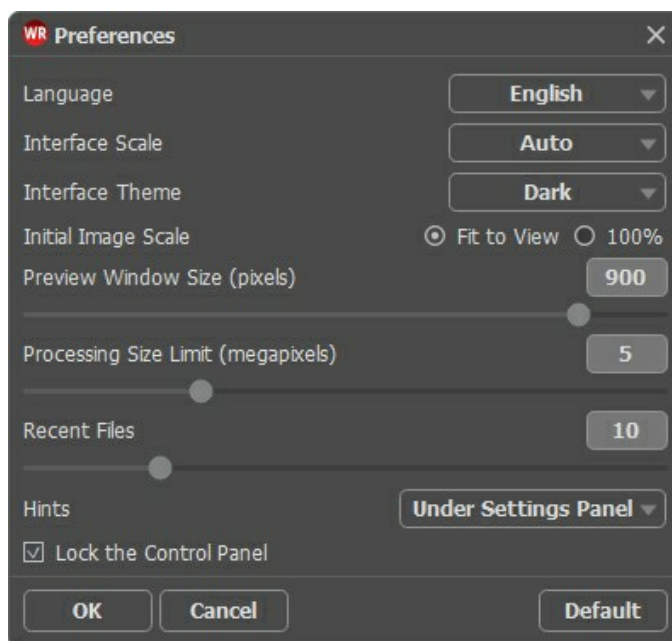 WR Preferences
Language English
Interface Scale Auto
Interface Theme Dark
Initial Image Scale Fit to View 100%
Preview Window Size (pixels) 900
Processing Size Limit (megapixels) 5
Recent Files 10
Hints Under Settings Panel
Lock the Control Panel
OK Cancel Default